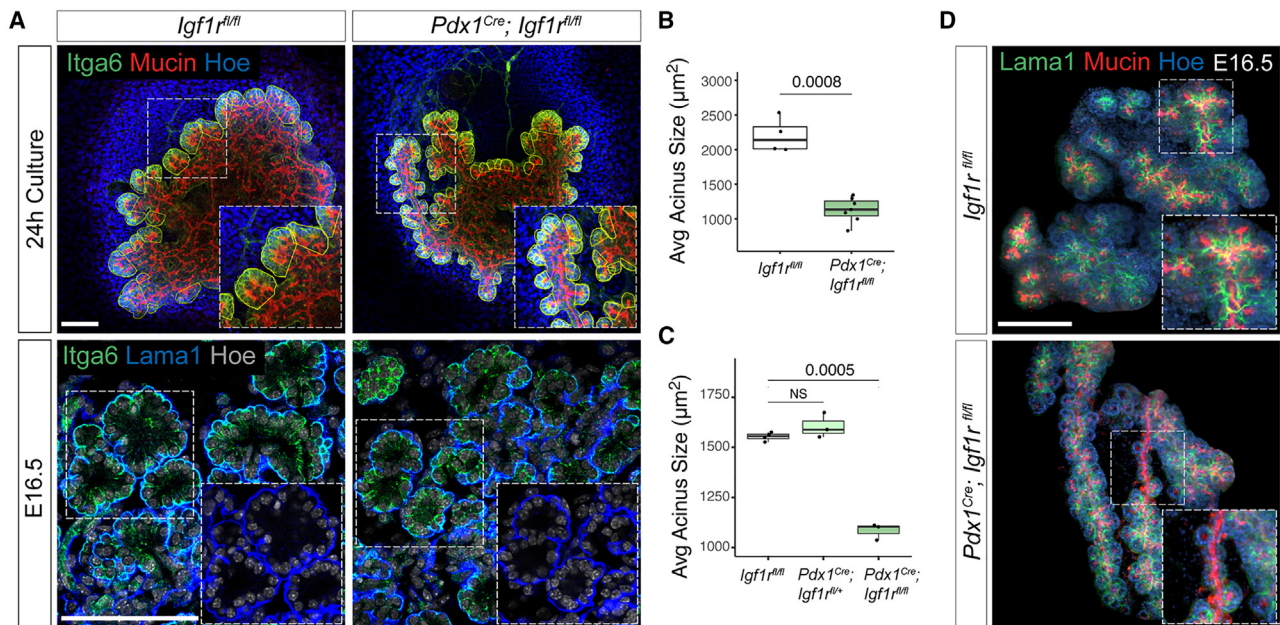 A
Igf1r^fl/fl
Pdx1^Cre; Igf1r^fl/fl
24h Culture
Itga6 Mucin Hoe
E16.5
Itga6 Lama1 Hoe
B
Avg Acinus Size (µm²)
3000
2500
2000
1500
1000
0.0008
Igf1r^fl/fl
Pdx1^Cre;
Igf1r^fl/fl
C
Avg Acinus Size (µm²)
1750
1500
1250
1000
0.0005
NS
Igf1r^fl/fl
Pdx1^Cre;
Igf1r^fl/+
Pdx1^Cre;
Igf1r^fl/fl
D
Igf1r^fl/fl
Lama1 Mucin Hoe E16.5
Pdx1^Cre; Igf1r^fl/fl